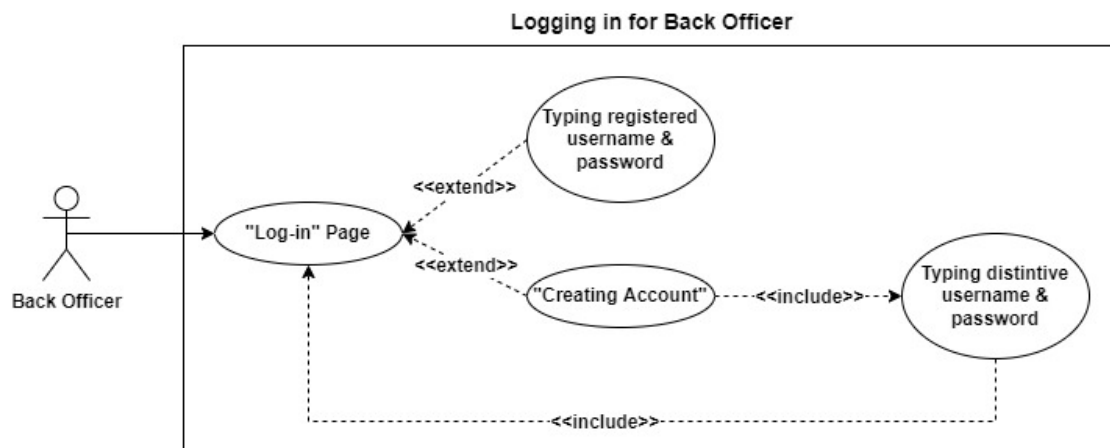 Logging in for Back Officer
Typing registered
username &
password
<<extend>>
"Log-in" Page
<<extend>>
Back Officer
"Creating Account"
<<include>>
Typing distintive
username &
password
<<include>>